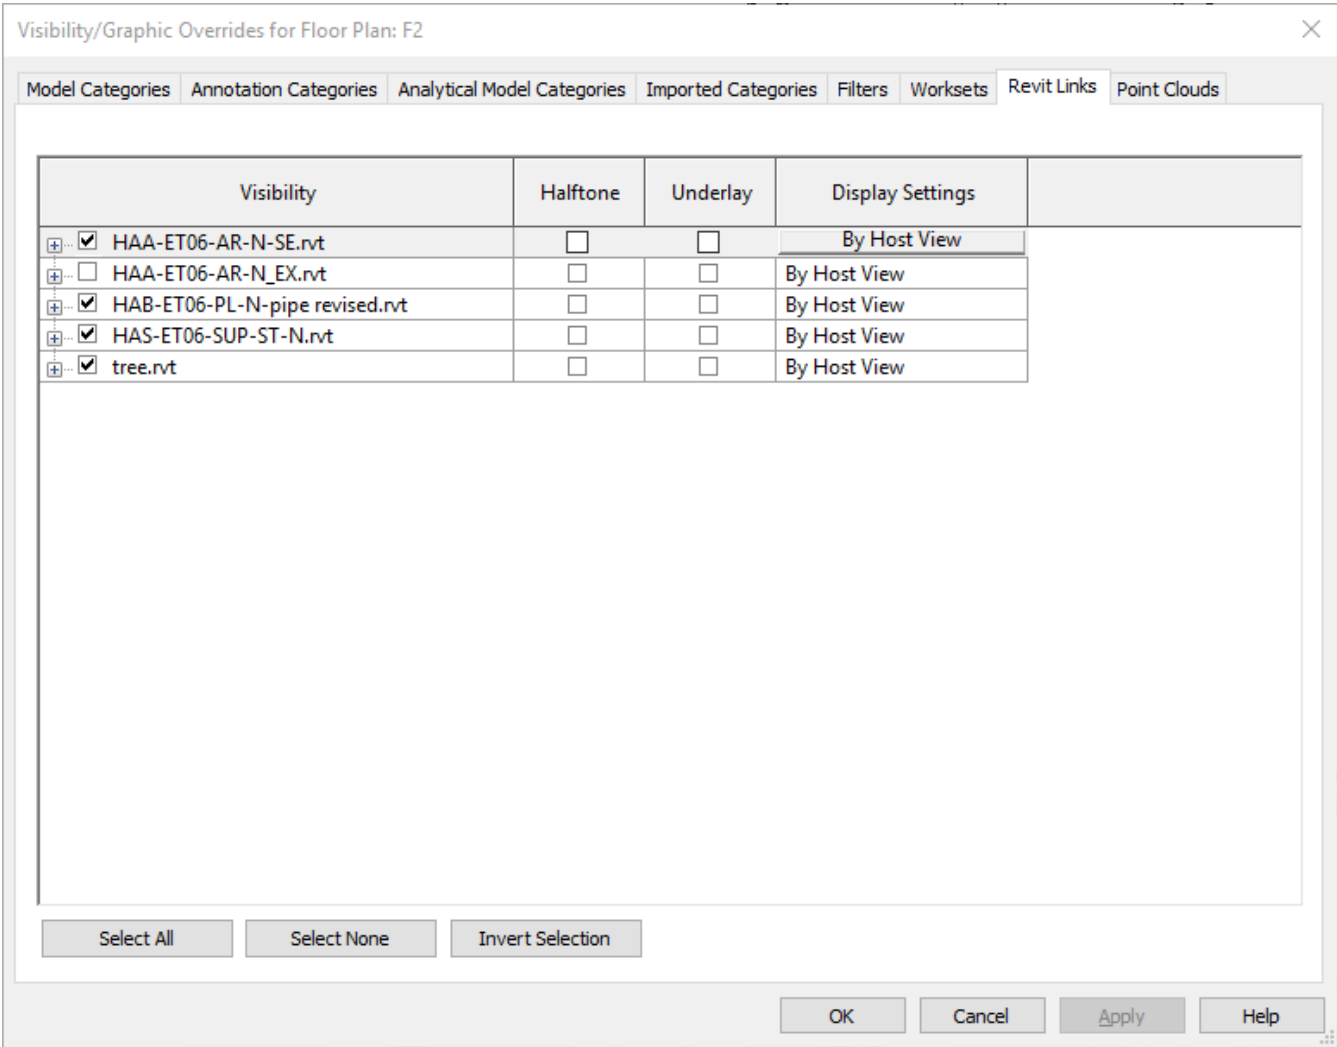 Visibility/Graphic Overrides for Floor Plan: F2
Model Categories Annotation Categories Analytical Model Categories Imported Categories Filters Worksets Revit Links Point Clouds
Visibility Halftone Underlay Display Settings
HAA-ET06-AR-N-SE.rvt By Host View
HAA-ET06-AR-N_EX.rvt By Host View
HAB-ET06-PL-N-pipe revised.rvt By Host View
HAS-ET06-SUP-ST-N.rvt By Host View
tree.rvt By Host View
Select All Select None Invert Selection
OK Cancel Apply Help